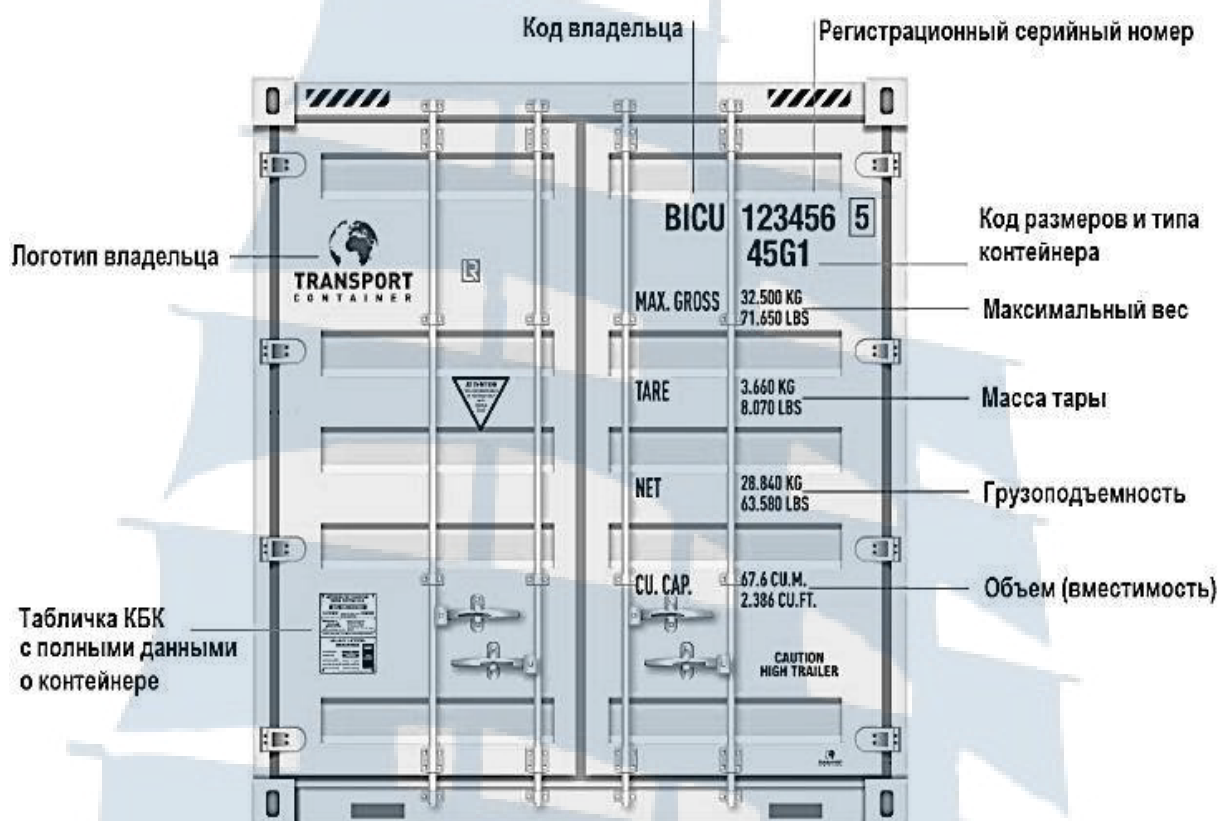 Код владельца
Регистрационный серийный номер
BICU 123456 5
45G1
Код размеров и типа
контейнера
Логотип владельца
TRANSPORT
CONTAINER
LR
MAX. GROSS
32.500 KG
71.650 LBS
Максимальный вес
TARE
3.660 KG
8.070 LBS
Масса тары
NET
28.840 KG
63.580 LBS
Грузоподъемность
CU. CAP.
67.6 CU.M.
2.386 CU.FT.
Объем (вместимость)
Табличка КБК
с полными данными
о контейнере
CAUTION
HIGH TRAILER